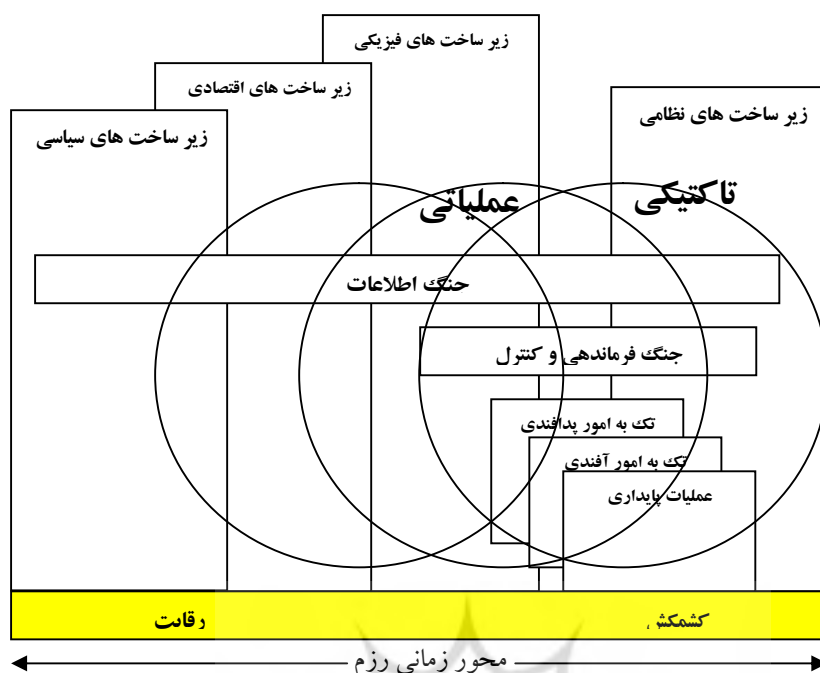 زیر ساخت های فیزیکی
زیر ساخت های اقتصادی
زیر ساخت های نظامی
زیر ساخت های سیاسی
تاکتیکی
عملیاتی
جنگ اطلاعات
جنگ فرماندهی و کنترل
تک به امور پدافندی
تک به امور آفندی
عملیات پایداری
کشمکش
رقابت
محور زمانی رزم